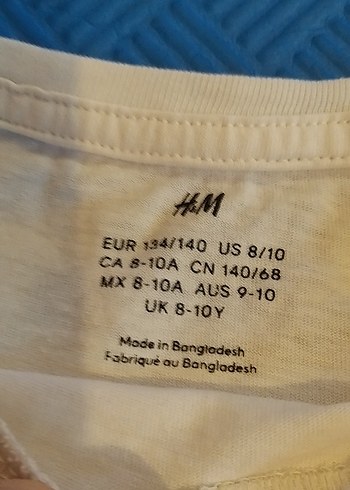 H&M
EUR 134/140 US 8/10
CA 8-10A CN 140/68
MX 8-10A AUS 9-10
UK 8-10Y
Made in Bangladesh
Fabriqué au Bangladesh